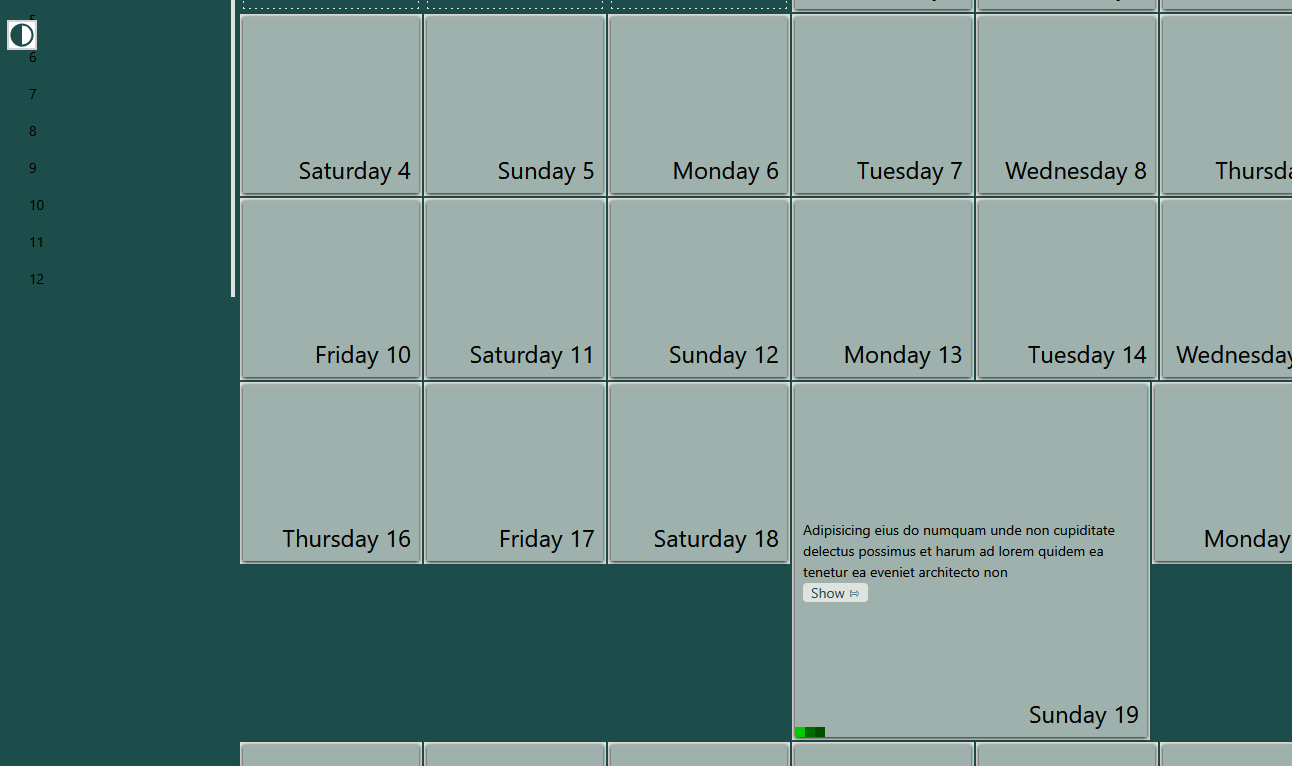 6
7
8
9
10
11
12
Saturday 4
Sunday 5
Monday 6
Tuesday 7
Wednesday 8
Friday 10
Saturday 11
Sunday 12
Monday 13
Tuesday 14
Wednesday
Thursday 16
Friday 17
Saturday 18
Adipisicing eius do numquam unde non cupiditate
delectus possimus et harum ad lorem quidem ea
tenetur ea eveniet architecto non
Show ⤠
Sunday 19
Monday